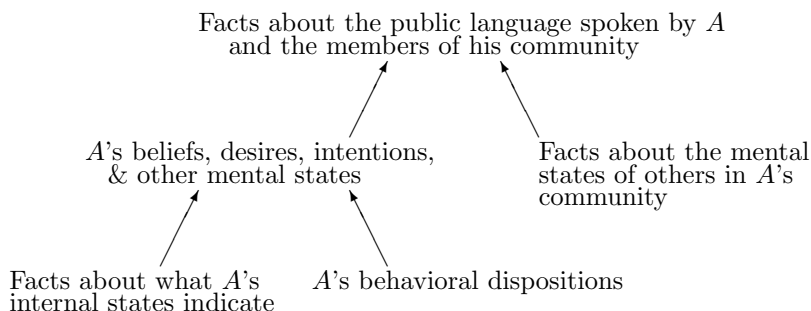 Facts about the public language spoken by A
and the members of his community
A's beliefs, desires, intentions,
& other mental states
Facts about the mental
states of others in A's
community
Facts about what A's
internal states indicate
A's behavioral dispositions